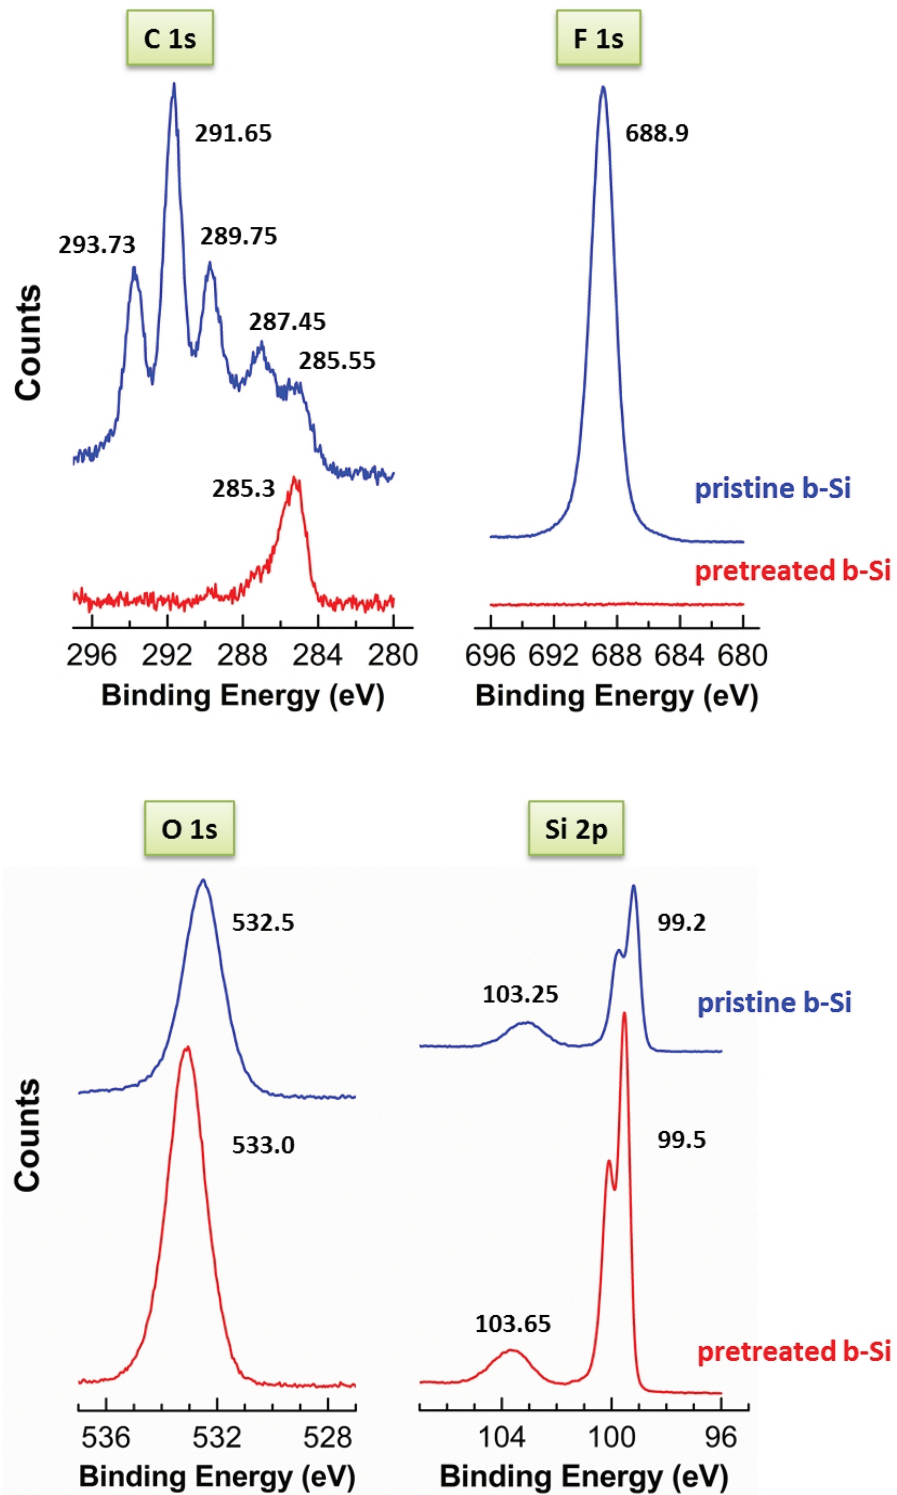 C 1s
F 1s
291.65
688.9
293.73
289.75
287.45
285.55
Counts
285.3
pristine b-Si
pretreated b-Si
296 292 288 284 280
696 692 688 684 680
Binding Energy (eV)
Binding Energy (eV)
O 1s
Si 2p
532.5
99.2
103.25
pristine b-Si
Counts
533.0
99.5
103.65
pretreated b-Si
536 532 528
104 100 96
Binding Energy (eV)
Binding Energy (eV)